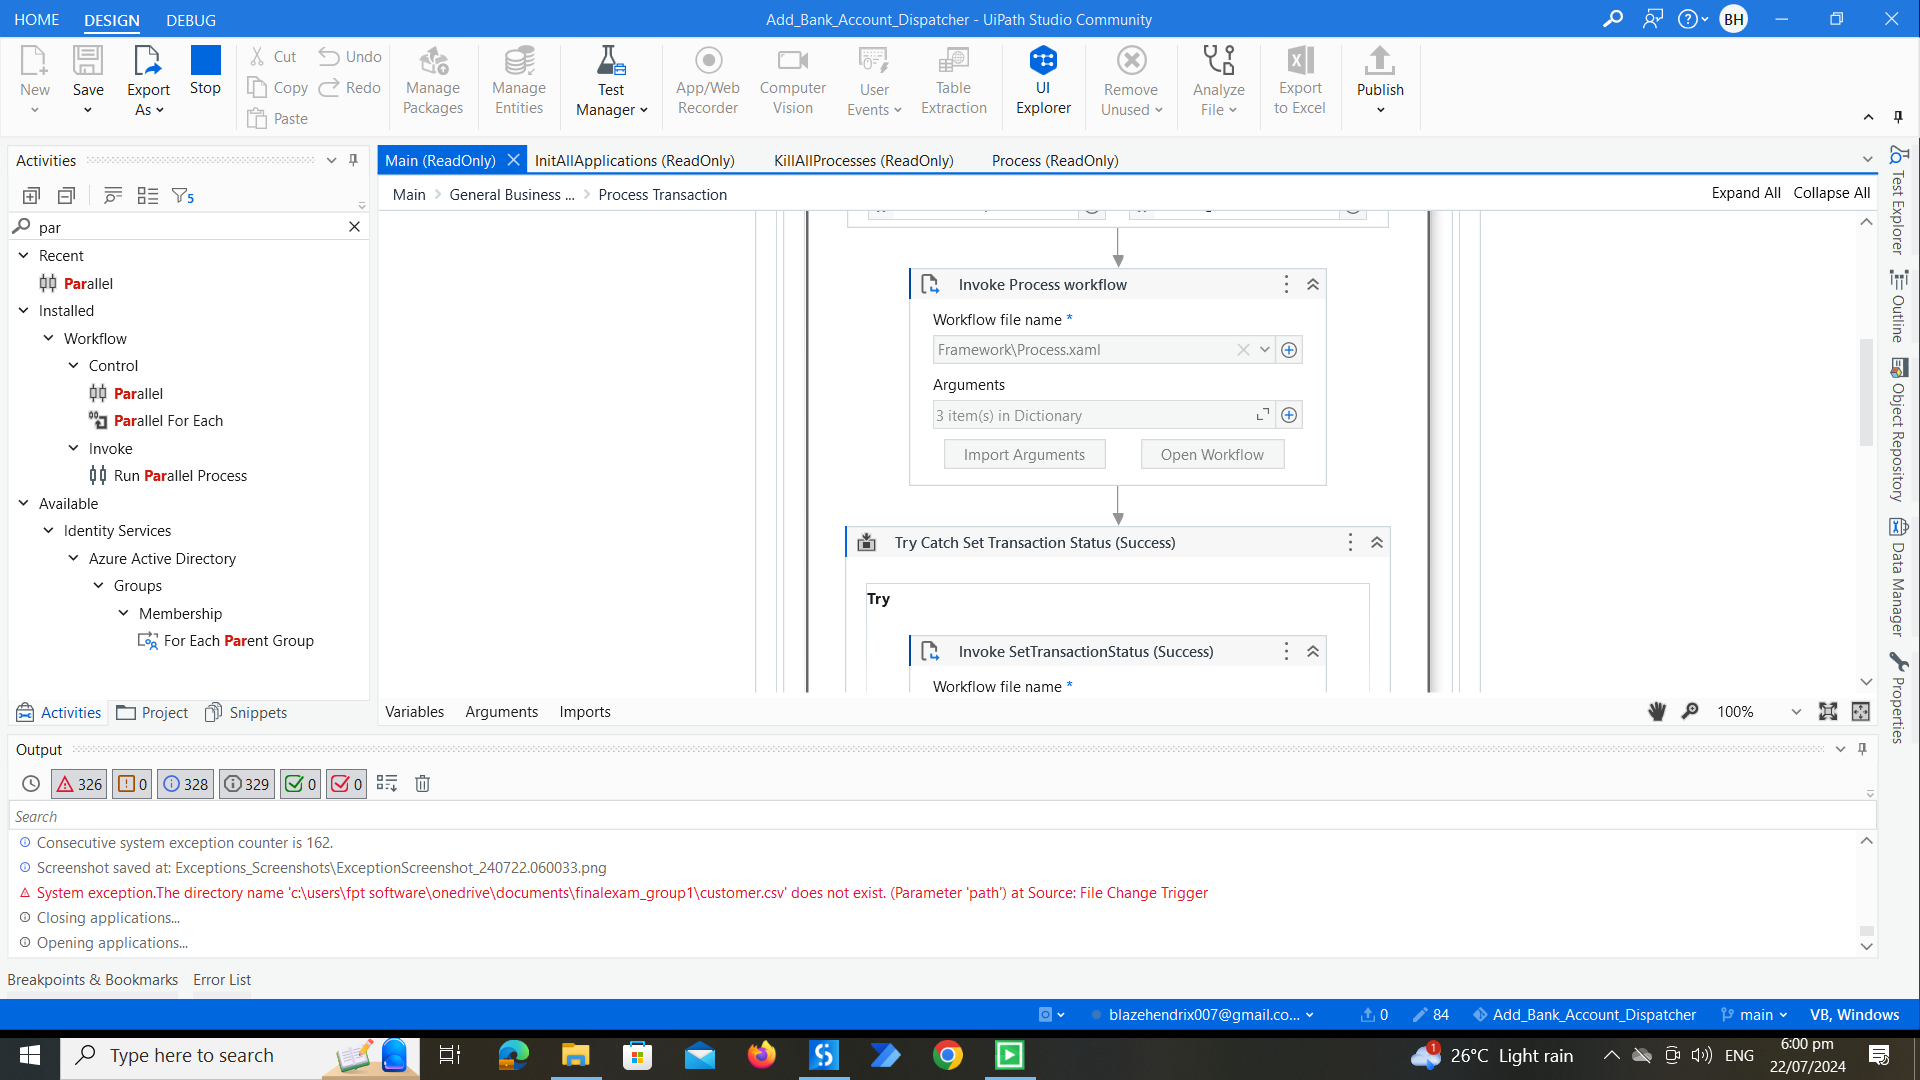 HOME DESIGN DEBUG
Add_Bank_Account_Dispatcher - UiPath Studio Community
BH
New
Save
Export As
Stop
Cut
Copy
Paste
Undo
Redo
Manage Packages
Manage Entities
Test Manager
App/Web Recorder
Computer Vision
User Events
Table Extraction
UI Explorer
Remove Unused
Analyze File
Export to Excel
Publish
Activities
5
par
Recent
Parallel
Installed
Workflow
Control
Parallel
Parallel For Each
Invoke
Run Parallel Process
Available
Identity Services
Azure Active Directory
Groups
Membership
For Each Parent Group
Activities Project Snippets
Main (ReadOnly) InitAllApplications (ReadOnly) KillAllProcesses (ReadOnly) Process (ReadOnly)
Main General Business ... Process Transaction
Expand All Collapse All
Invoke Process workflow
Workflow file name *
Framework\Process.xaml
Arguments
3 item(s) in Dictionary
Import Arguments Open Workflow
Try Catch Set Transaction Status (Success)
Try
Invoke SetTransactionStatus (Success)
Workflow file name *
Variables Arguments Imports
100%
Test Explorer
Outline
Object Repository
Data Manager
Properties
Output
326 0 328 329 0 0
Search
Consecutive system exception counter is 162.
Screenshot saved at: Exceptions_Screenshots\ExceptionScreenshot_240722.060033.png
System exception.The directory name 'c:\users\fpt software\onedrive\documents\finalexam_group1\customer.csv' does not exist. (Parameter 'path') at Source: File Change Trigger
Closing applications...
Opening applications...
Breakpoints & Bookmarks Error List
blazehendrix007@gmail.co... 0 84 Add_Bank_Account_Dispatcher main VB, Windows
Type here to search
1
26°C Light rain
ENG
6:00 pm
22/07/2024